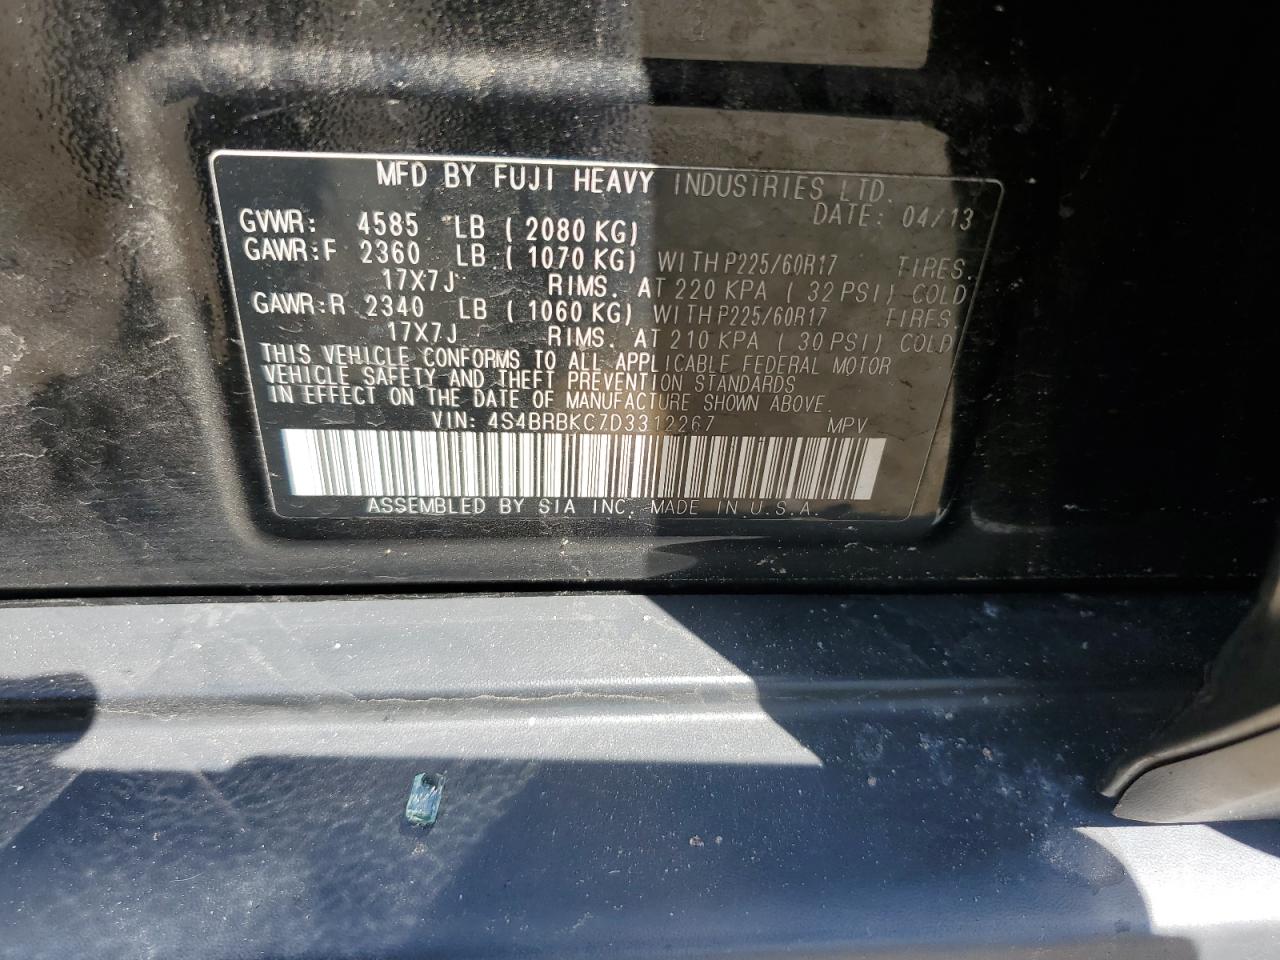 MFD BY FUJI HEAVY INDUSTRIES LTD.
DATE: 04/13
GVWR: 4585 LB ( 2080 KG)
GAWR:F 2360 LB ( 1070 KG) WITH P225/60R17 TIRES.
17X7J RIMS. AT 220 KPA ( 32 PSI) COLD
GAWR:R 2340 LB ( 1060 KG) WITH P225/60R17 TIRES.
17X7J RIMS. AT 210 KPA ( 30 PSI) COLD
THIS VEHICLE CONFORMS TO ALL APPLICABLE FEDERAL MOTOR
VEHICLE SAFETY AND THEFT PREVENTION STANDARDS
IN EFFECT ON THE DATE OF MANUFACTURE SHOWN ABOVE.
VIN: 4S4BRBKC7D3312267 MPV
ASSEMBLED BY SIA INC. MADE IN U.S.A.